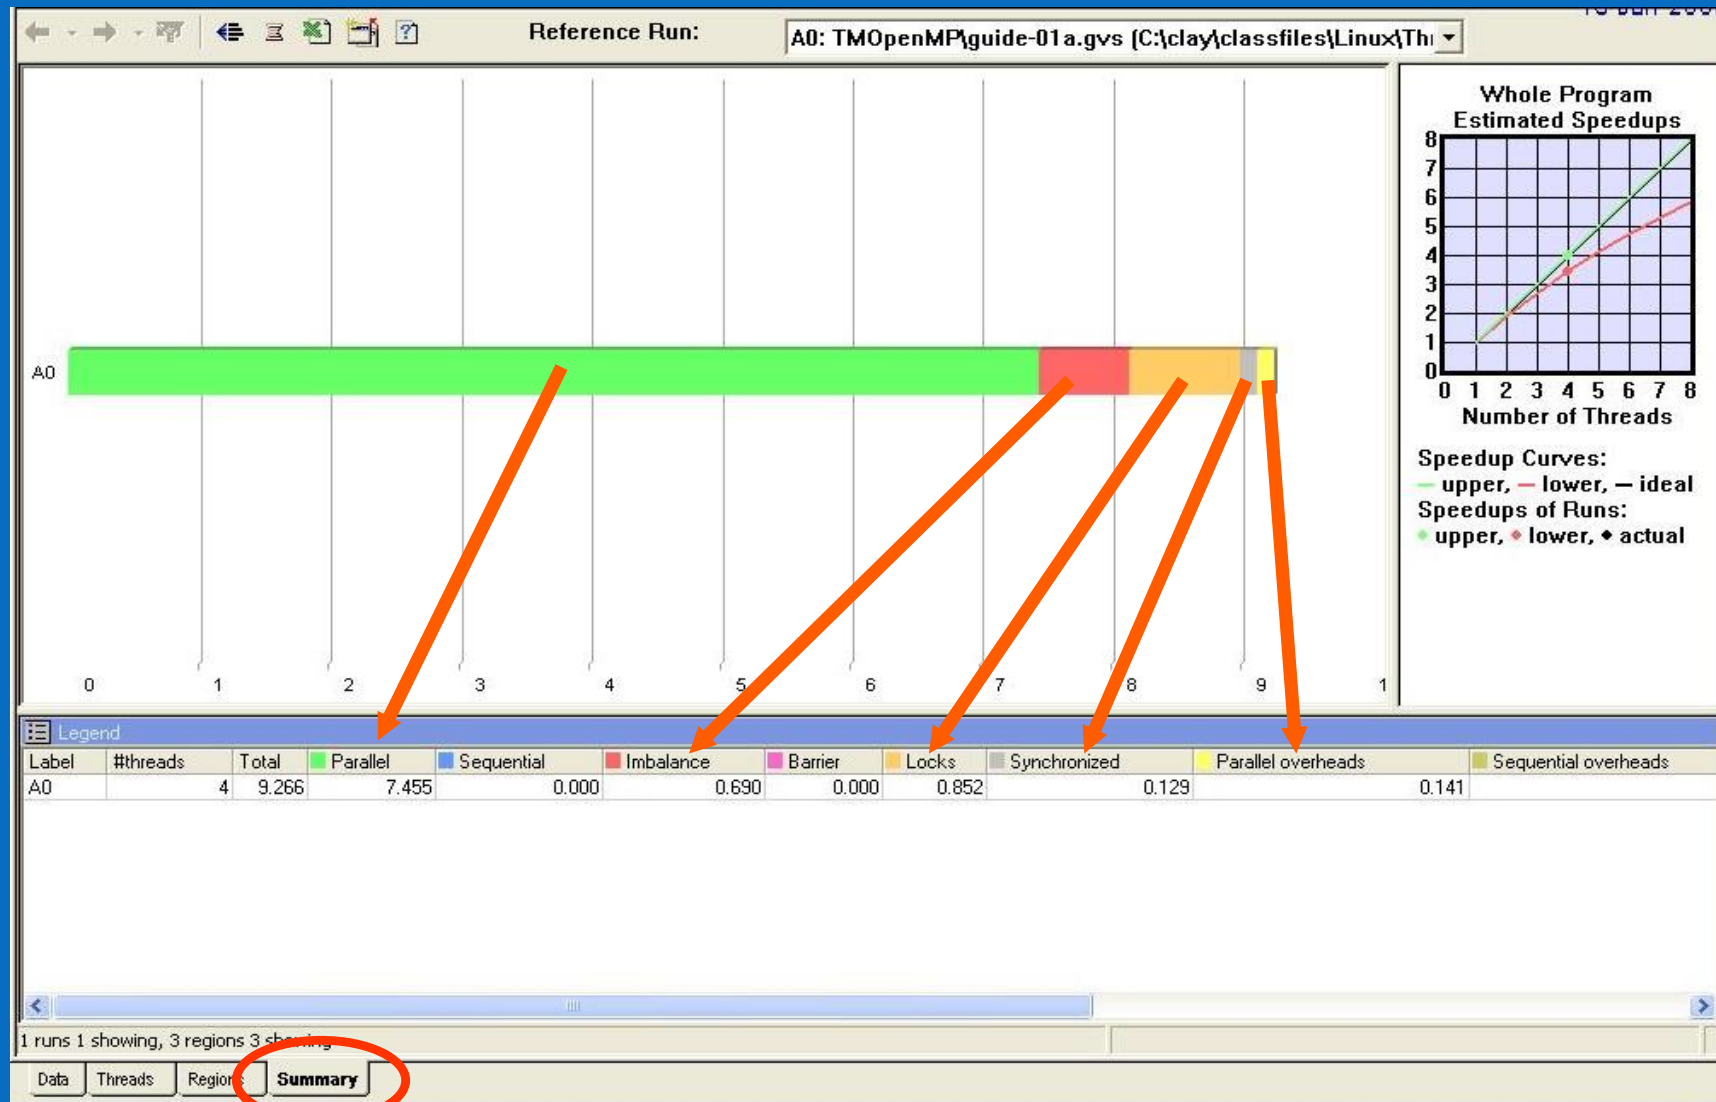 Reference Run:
A0: TMOpenMP\guide-01a.gvs (C:\clay\classfiles\Linux\Thr
Whole Program
Estimated Speedups
8
7
6
5
4
3
2
1
0
0 1 2 3 4 5 6 7 8
Number of Threads
Speedup Curves:
upper, lower, ideal
Speedups of Runs:
upper, lower, actual
A0
0 1 2 3 4 5 6 7 8 9 1
Legend
Label #threads Total Parallel Sequential Imbalance Barrier Locks Synchronized Parallel overheads Sequential overheads
A0 4 9.266 7.455 0.000 0.690 0.000 0.852 0.129 0.141
1 runs 1 showing, 3 regions 3 showing
Data Threads Regions Summary